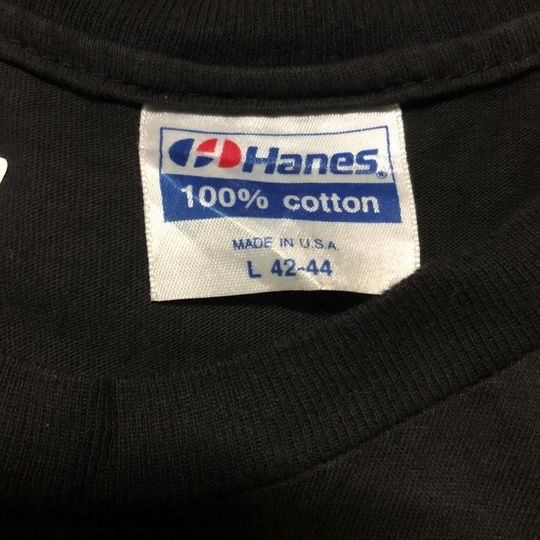 Hanes®
100% cotton
MADE IN U.S.A.
L 42-44